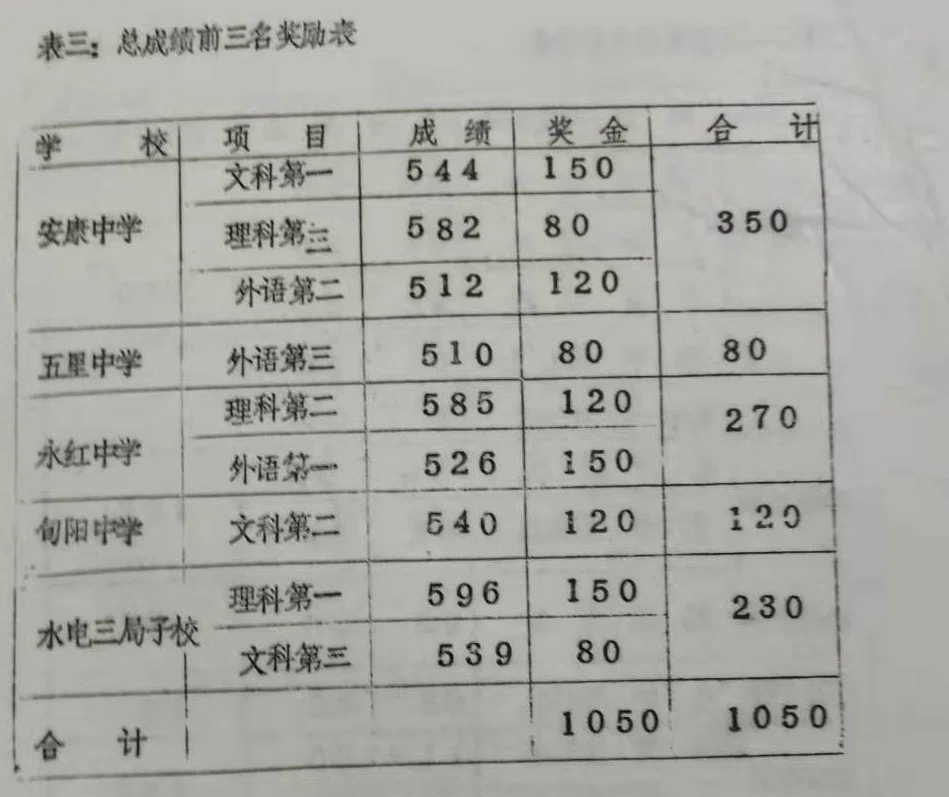 表三：总成绩前三名奖励表
学 校 项 目 成 绩 奖 金 合 计
安康中学 文科第一 544 150 350
理科第三 582 80
外语第二 512 120
五里中学 外语第三 510 80 80
永红中学 理科第二 585 120 270
外语第一 526 150
旬阳中学 文科第二 540 120 120
水电三局子校 理科第一 596 150 230
文科第三 539 80
合 计 1050 1050